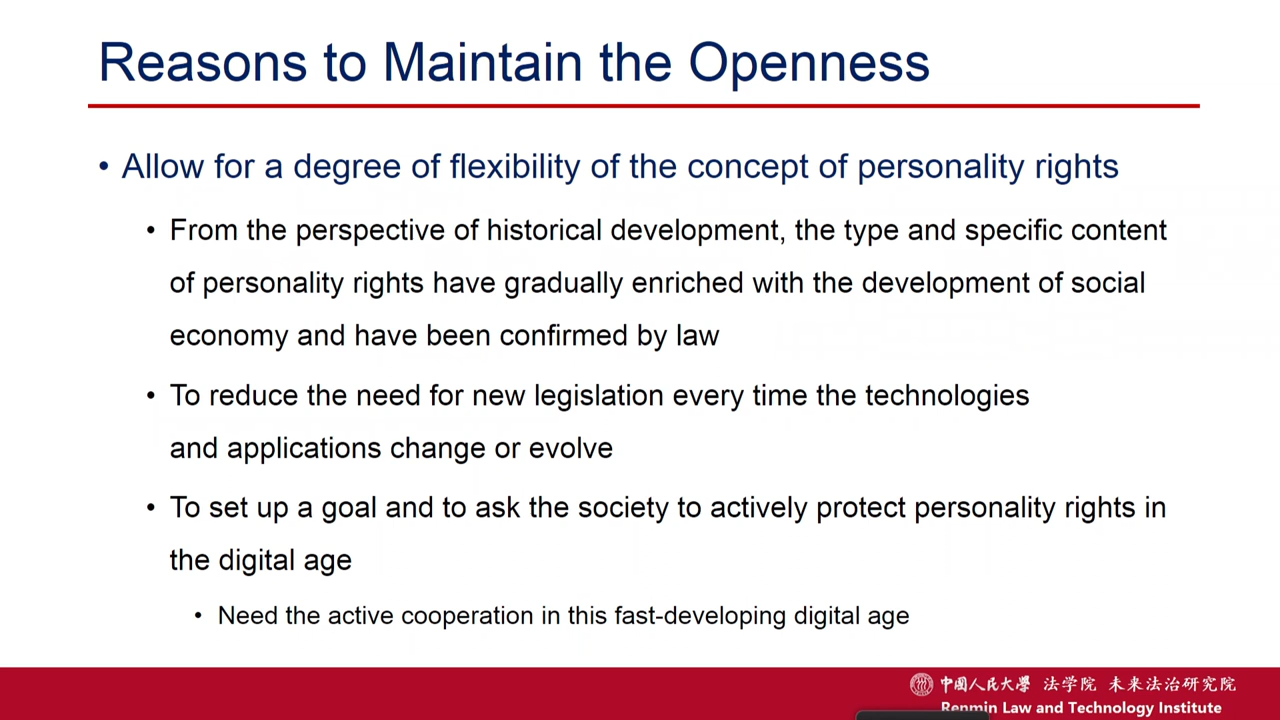 Reasons to Maintain the Openness
• Allow for a degree of flexibility of the concept of personality rights
• From the perspective of historical development, the type and specific content
of personality rights have gradually enriched with the development of social
economy and have been confirmed by law
• To reduce the need for new legislation every time the technologies
and applications change or evolve
• To set up a goal and to ask the society to actively protect personality rights in
the digital age
• Need the active cooperation in this fast-developing digital age
中國人民大學 法学院 未来法治研究院
Renmin Law and Technology Institute